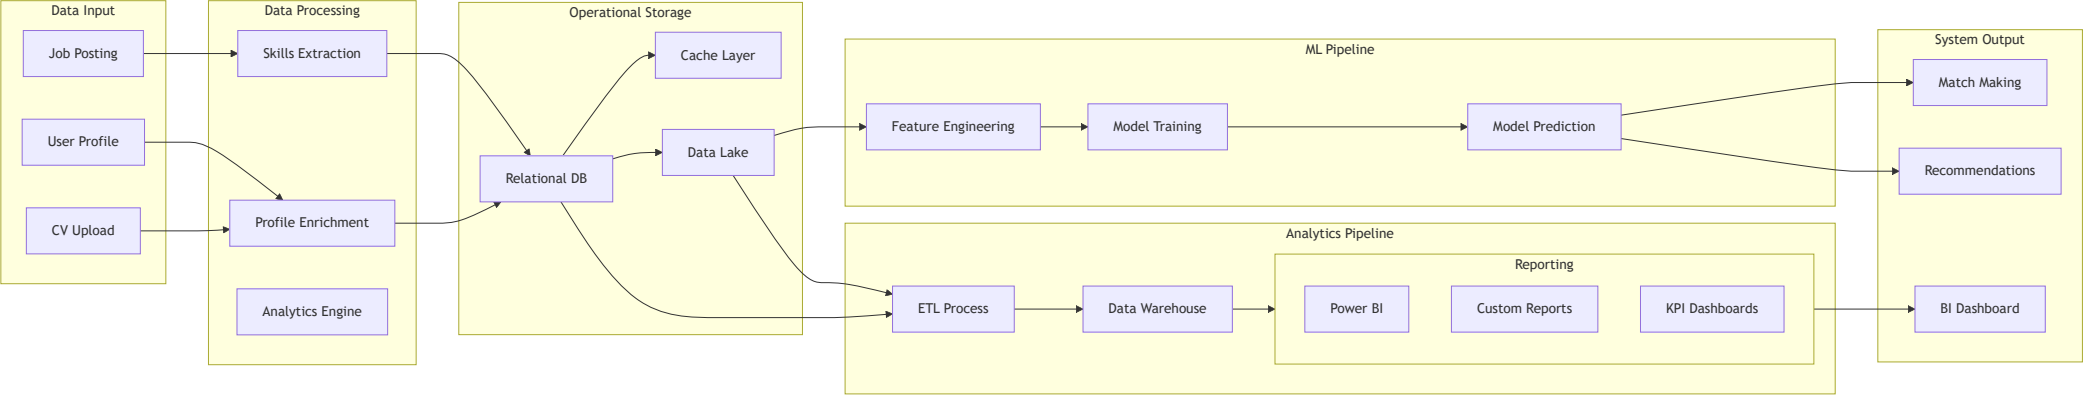 Data Input
Job Posting
User Profile
CV Upload
Data Processing
Skills Extraction
Profile Enrichment
Analytics Engine
Operational Storage
Cache Layer
Data Lake
Relational DB
ML Pipeline
Feature Engineering
Model Training
Model Prediction
Analytics Pipeline
ETL Process
Data Warehouse
Reporting
Power BI
Custom Reports
KPI Dashboards
System Output
Match Making
Recommendations
BI Dashboard